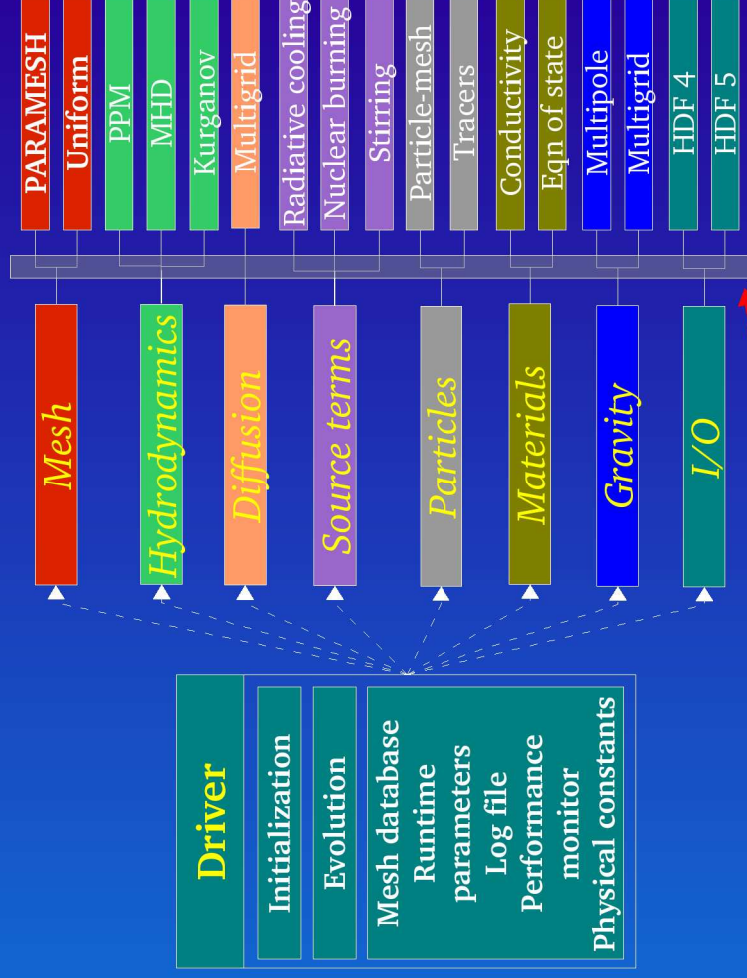 Driver
Initialization
Evolution
Mesh database
Runtime
parameters
Log file
Performance
monitor
Physical constants
Mesh
Hydrodynamics
Diffusion
Source terms
Particles
Materials
Gravity
I/O
PARAMESH
Uniform
PPM
MHD
Kurganov
Multigrid
Radiative cooling
Nuclear burning
Stirring
Particle-mesh
Tracers
Conductivity
Eqn of state
Multipole
Multigrid
HDF 4
HDF 5